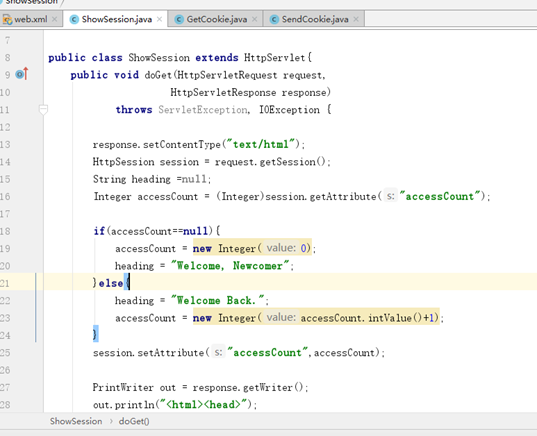 ShowSession
web.xml ShowSession.java GetCookie.java SendCookie.java
7
8 public class ShowSession extends HttpServlet{
9 public void doGet(HttpServletRequest request,
10 HttpServletResponse response)
11 throws ServletException, IOException {
12
13 response.setContentType("text/html");
14 HttpSession session = request.getSession();
15 String heading =null;
16 Integer accessCount = (Integer)session.getAttribute( s: "accessCount");
17
18 if(accessCount==null){
19 accessCount = new Integer( value: 0);
20 heading = "Welcome, Newcomer";
21 }else{
22 heading = "Welcome Back.";
23 accessCount = new Integer( value: accessCount.intValue()+1);
24 }
25 session.setAttribute( s: "accessCount",accessCount);
26
27 PrintWriter out = response.getWriter();
28 out.println("<html><head>");
ShowSession › doGet()